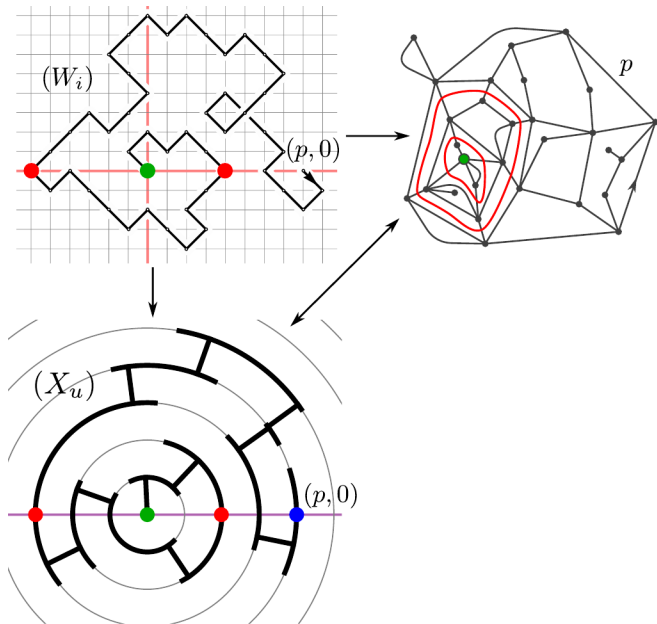 (W_i)
p
(p, 0)
(X_u)
(p, 0)